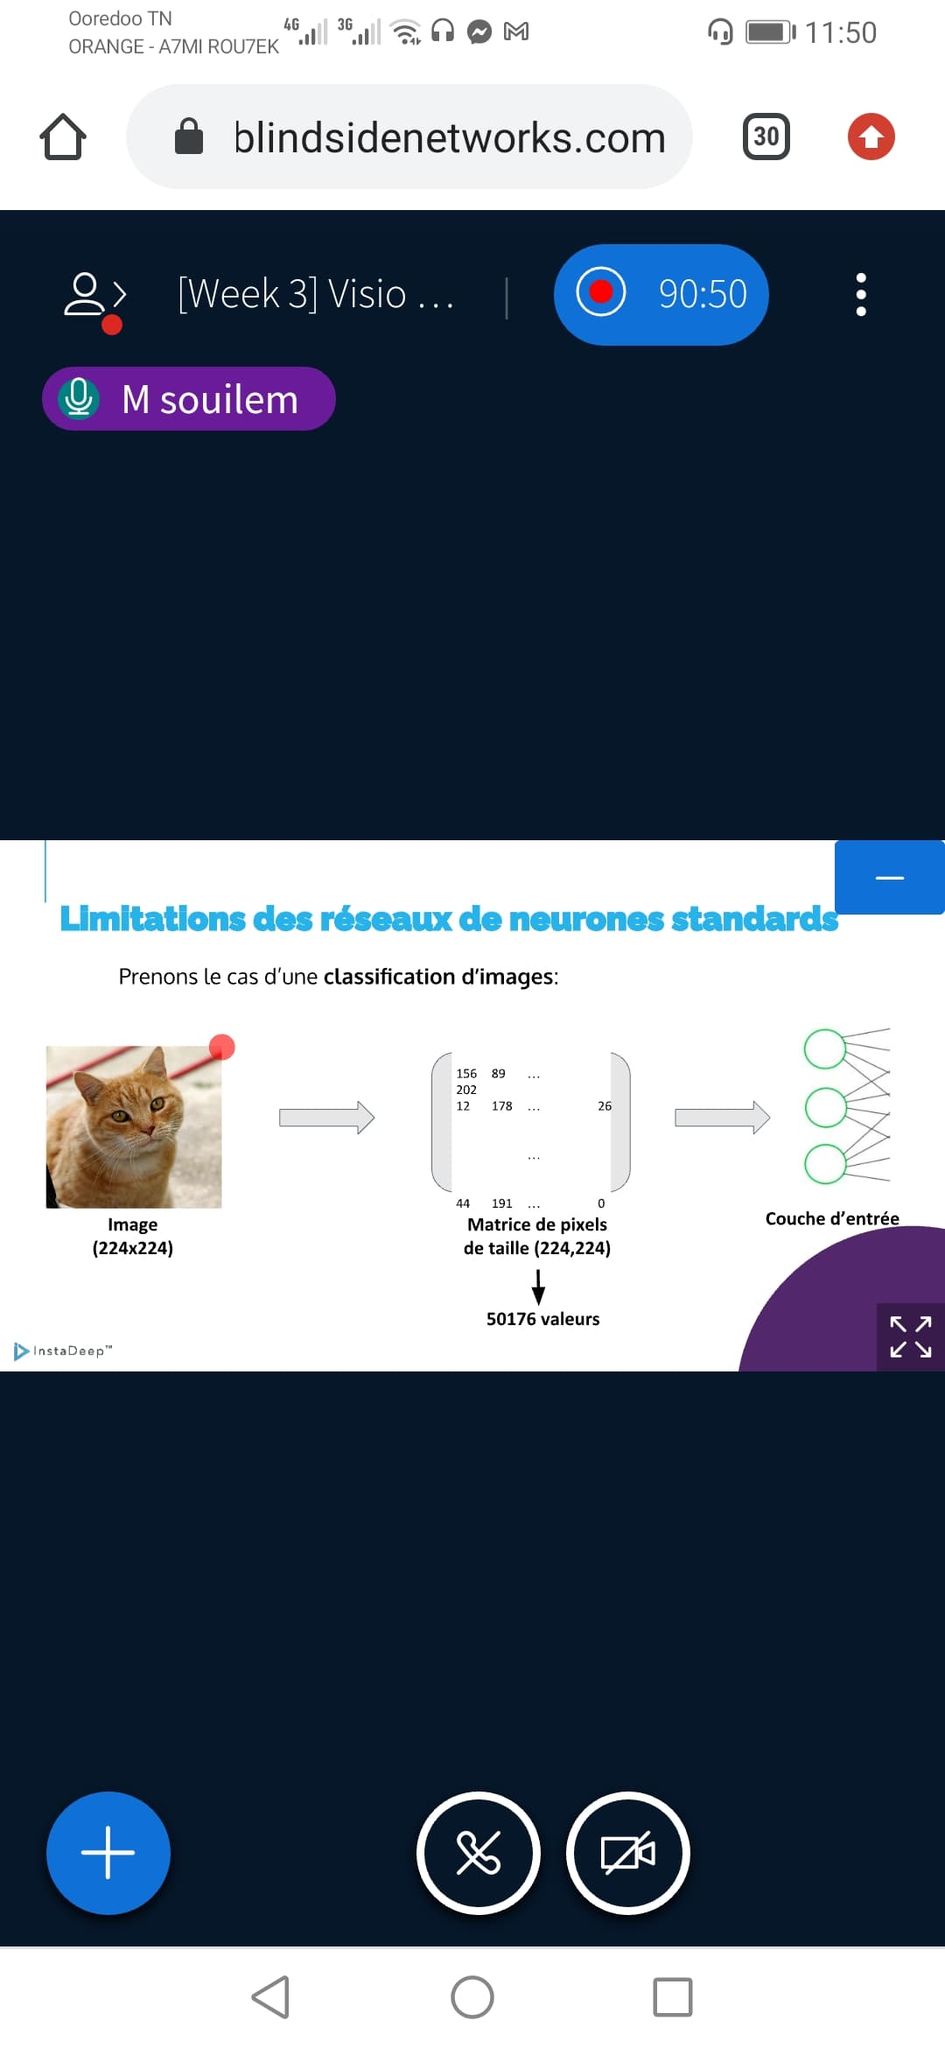 Ooredoo TN
ORANGE - A7MI ROU7EK
4G
3G
11:50
blindsidenetworks.com
30
[Week 3] Visio ...
90:50
M souilem
Limitations des réseaux de neurones standards
Prenons le cas d'une classification d'images:
156 89 ...
202
12 178 ... 26
...
44 191 ... 0
Image
(224x224)
Matrice de pixels
de taille (224,224)
50176 valeurs
Couche d'entrée
InstaDeep™